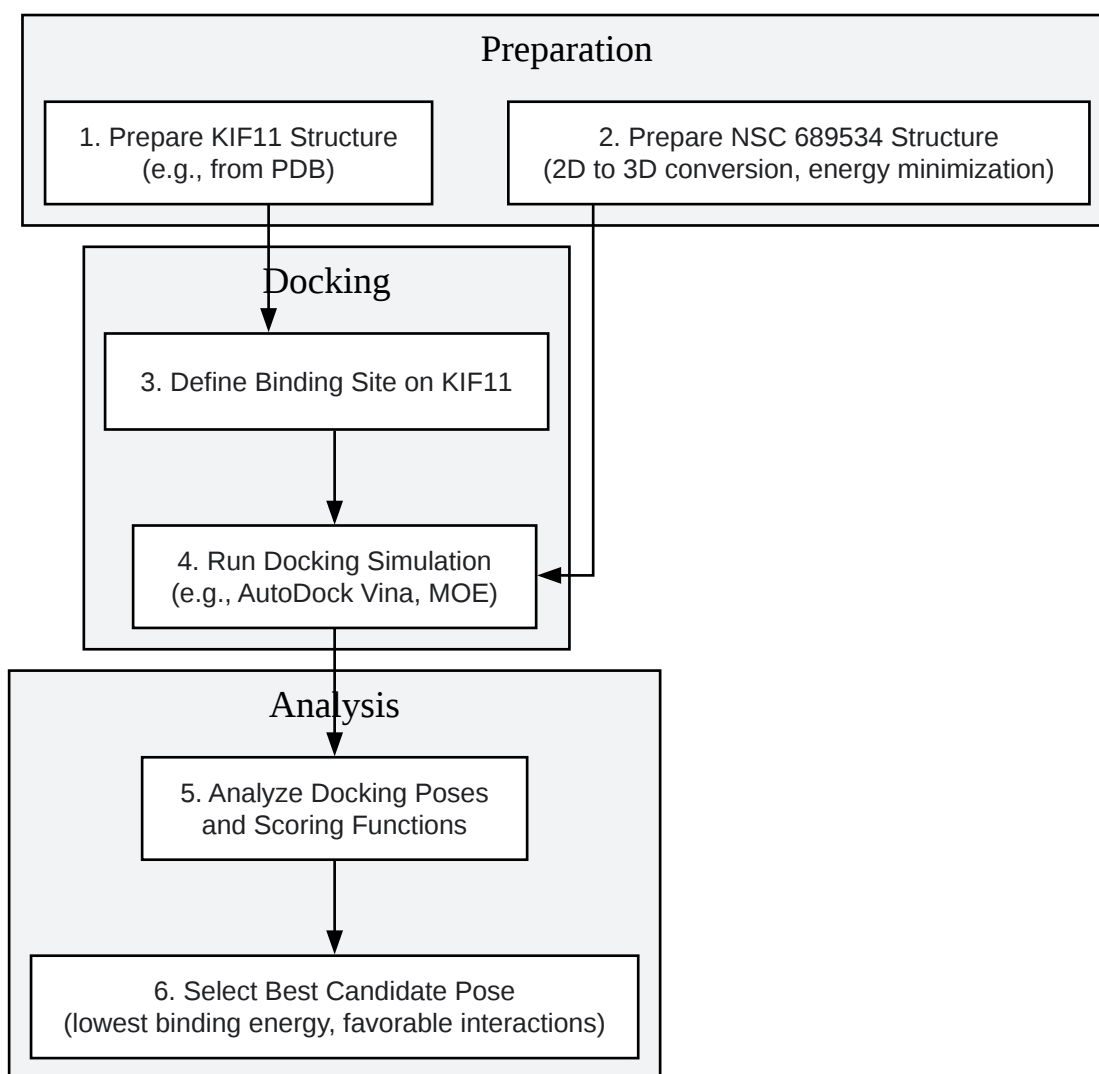 Preparation
1. Prepare KIF11 Structure
(e.g., from PDB)
2. Prepare NSC 689534 Structure
(2D to 3D conversion, energy minimization)
Docking
3. Define Binding Site on KIF11
4. Run Docking Simulation
(e.g., AutoDock Vina, MOE)
Analysis
5. Analyze Docking Poses
and Scoring Functions
6. Select Best Candidate Pose
(lowest binding energy, favorable interactions)